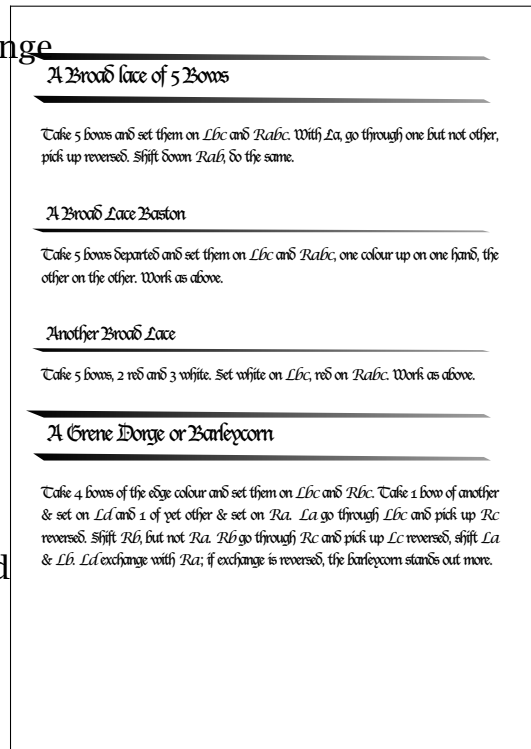 nge
A Broad lace of 5 Bows
Take 5 bows and set them on Lbc and Rabc. With La, go through one but not other,
pick up reversed. Shift down Rab, do the same.
A Broad Lace Baston
Take 5 bows departed and set them on Lbc and Rabc, one colour up on one hand, the
other on the other. Work as above.
Another Broad Lace
Take 5 bows, 2 red and 3 white. Set white on Lbc, red on Rabc. Work as above.
A Grene Dorge or Barleycorn
Take 4 bows of the edge colour and set them on Lbc and Rbc. Take 1 bow of another
& set on Ld and 1 of yet other & set on Ra. La go through Lbc and pick up Rc
reversed. Shift Rb, but not Ra. Rb go through Rc and pick up Lc reversed, shift La
& Lb. Ld exchange with Ra; if exchange is reversed, the barleycorn stands out more.
d